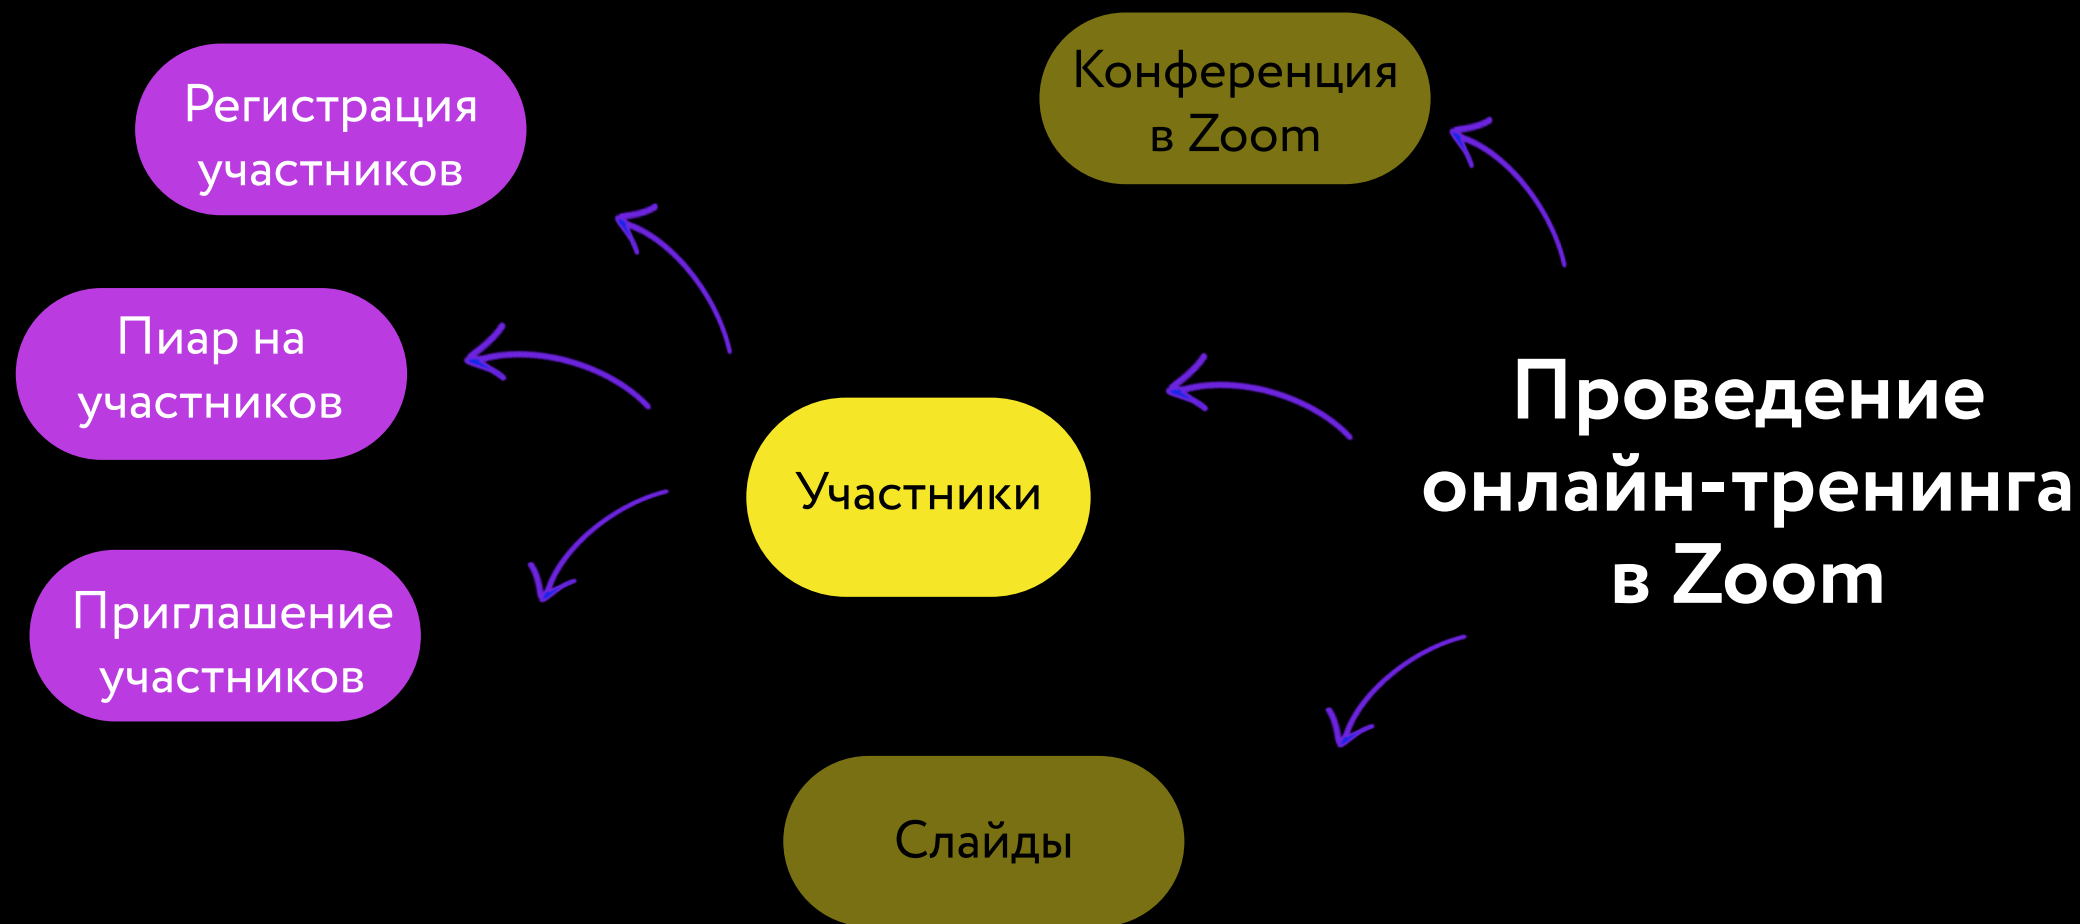 Регистрация
участников
Конференция
в Zoom
Пиар на
участников
Участники
Проведение
онлайн-тренинга
в Zoom
Приглашение
участников
Слайды